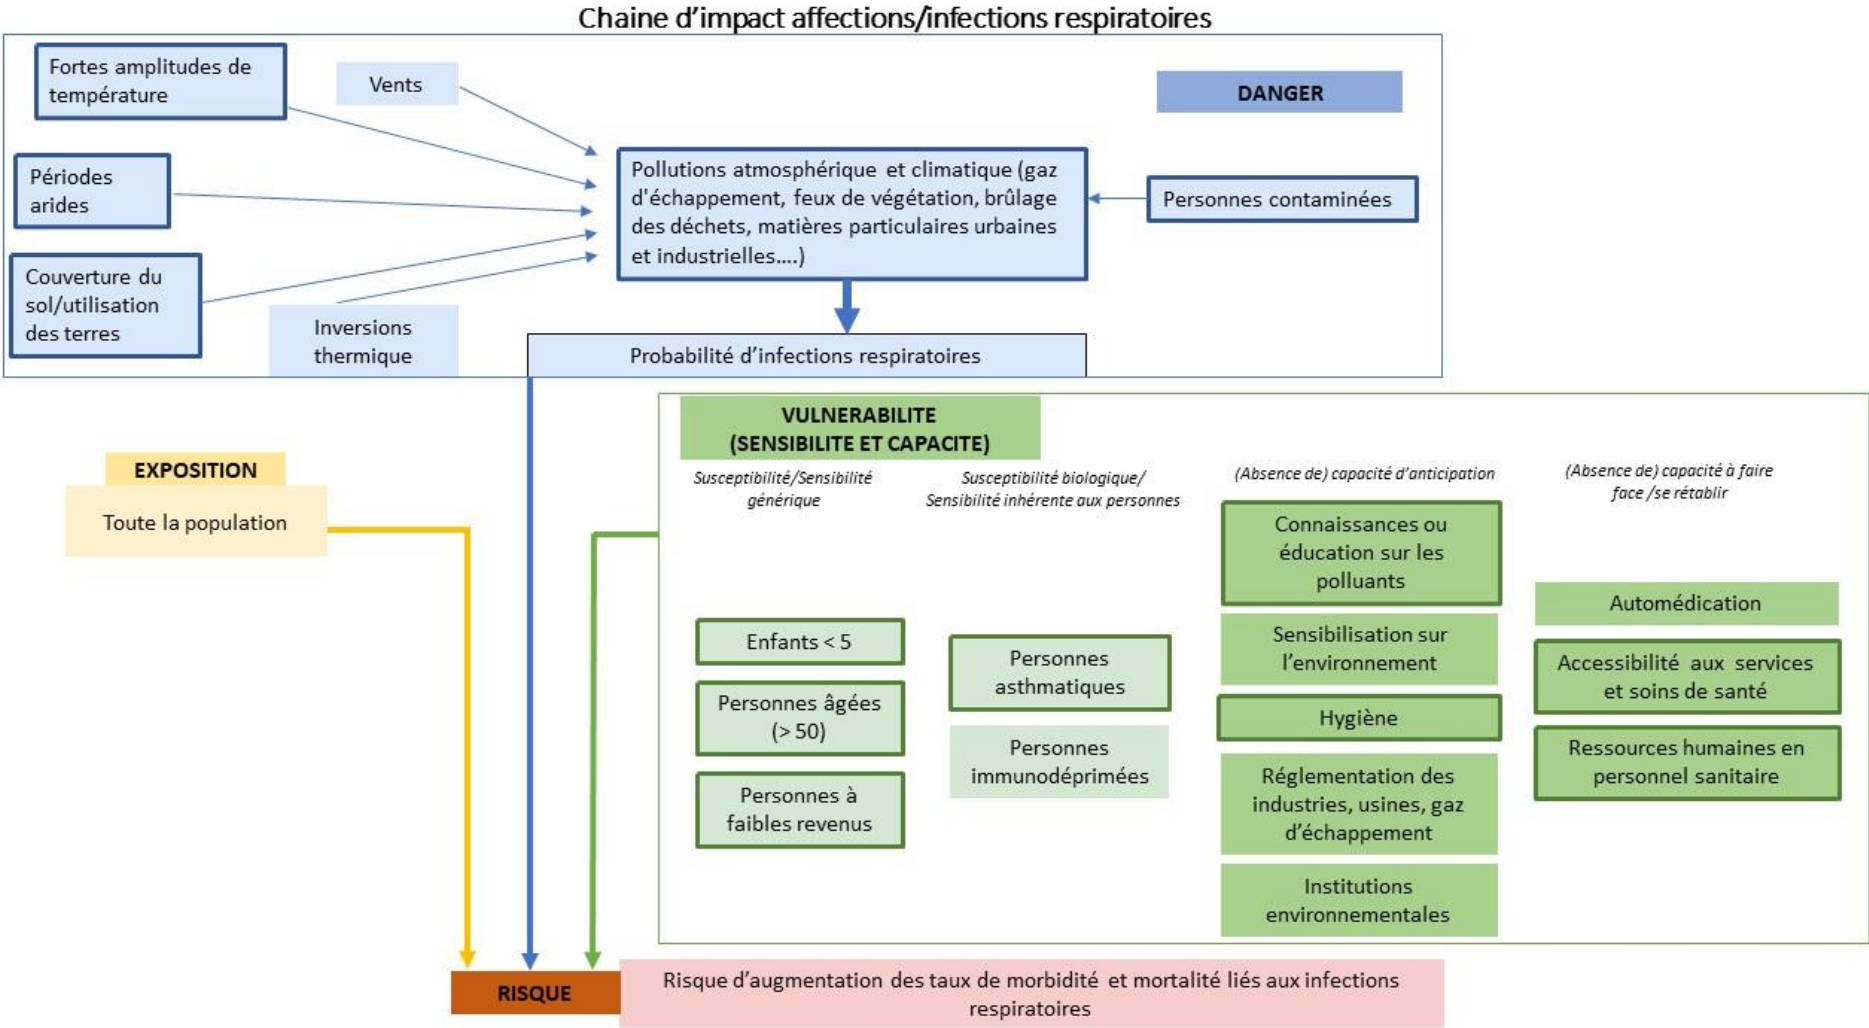 Chaine d'impact affections/infections respiratoires
Fortes amplitudes de
température
Vents
DANGER
Périodes
arides
Pollutions atmosphérique et climatique (gaz
d'échappement, feux de végétation, brûlage
des déchets, matières particulaires urbaines
et industrielles....)
Personnes contaminées
Couverture du
sol/utilisation
des terres
Inversions
thermique
Probabilité d'infections respiratoires
EXPOSITION
Toute la population
VULNERABILITE
(SENSIBILITE ET CAPACITE)
Susceptibilité/Sensibilité
générique
Enfants < 5
Personnes âgées
(> 50)
Personnes à
faibles revenus
Susceptibilité biologique/
Sensibilité inhérente aux personnes
Personnes
asthmatiques
Personnes
immunodéprimées
(Absence de) capacité d'anticipation
Connaissances ou
éducation sur les
polluants
Sensibilisation sur
l'environnement
Hygiène
Réglementation des
industries, usines, gaz
d'échappement
Institutions
environnementales
(Absence de) capacité à faire
face /se rétablir
Automédication
Accessibilité aux services
et soins de santé
Ressources humaines en
personnel sanitaire
RISQUE
Risque d'augmentation des taux de morbidité et mortalité liés aux infections
respiratoires